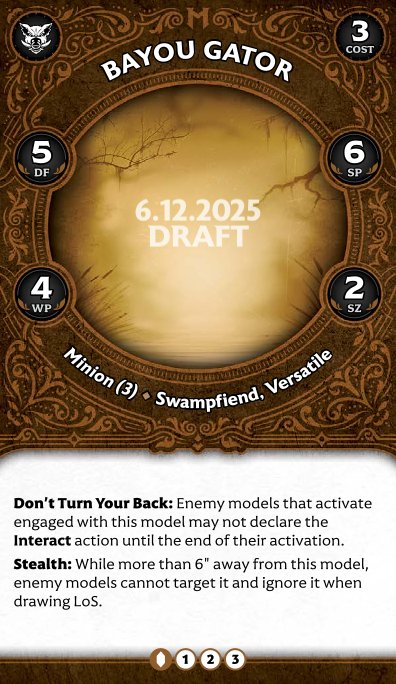 BAYOU GATOR
3
COST
5
DF
6
SP
6.12.2025
DRAFT
4
WP
2
SZ
Minion (3) ♦ Swampfiend, Versatile
Don't Turn Your Back: Enemy models that activate
engaged with this model may not declare the
Interact action until the end of their activation.
Stealth: While more than 6" away from this model,
enemy models cannot target it and ignore it when
drawing LoS.
1 2 3